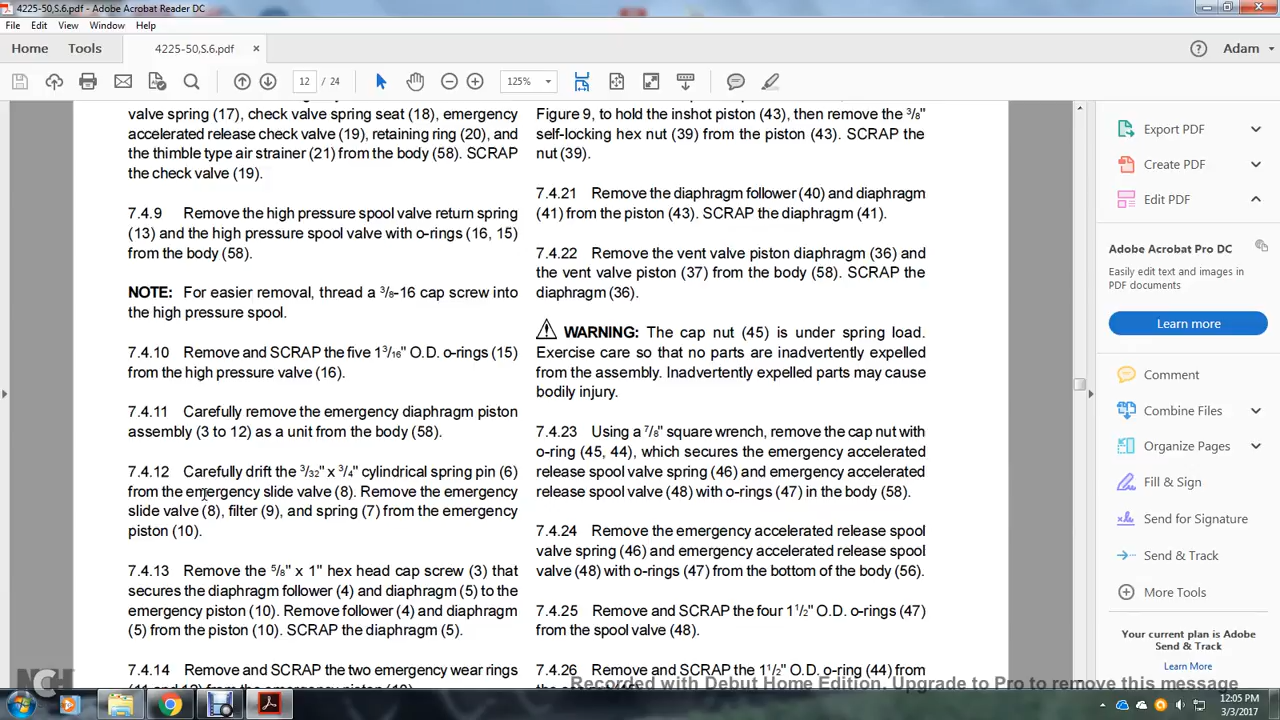 4225-50,S.6.pdf - Adobe Acrobat Reader DC
File Edit View Window Help
Home Tools 4225-50,S.6.pdf × ? Adam
12 / 24 125%
valve spring (17), check valve spring seat (18), emergency
accelerated release check valve (19), retaining ring (20), and
the thimble type air strainer (21) from the body (58). SCRAP
the check valve (19).
7.4.9 Remove the high pressure spool valve return spring
(13) and the high pressure spool valve with o-rings (16, 15)
from the body (58).
NOTE: For easier removal, thread a 3/8-16 cap screw into
the high pressure spool.
7.4.10 Remove and SCRAP the five 1 3/16" O.D. o-rings (15)
from the high pressure valve (16).
7.4.11 Carefully remove the emergency diaphragm piston
assembly (3 to 12) as a unit from the body (58).
7.4.12 Carefully drift the 3/32" x 3/4" cylindrical spring pin (6)
from the emergency slide valve (8). Remove the emergency
slide valve (8), filter (9), and spring (7) from the emergency
piston (10).
7.4.13 Remove the 5/8" x 1" hex head cap screw (3) that
secures the diaphragm follower (4) and diaphragm (5) to the
emergency piston (10). Remove follower (4) and diaphragm
(5) from the piston (10). SCRAP the diaphragm (5).
7.4.14 Remove and SCRAP the two emergency wear rings
Figure 9, to hold the inshot piston (43), then remove the 3/8"
self-locking hex nut (39) from the piston (43). SCRAP the
nut (39).
7.4.21 Remove the diaphragm follower (40) and diaphragm
(41) from the piston (43). SCRAP the diaphragm (41).
7.4.22 Remove the vent valve piston diaphragm (36) and
the vent valve piston (37) from the body (58). SCRAP the
diaphragm (36).
WARNING: The cap nut (45) is under spring load.
Exercise care so that no parts are inadvertently expelled
from the assembly. Inadvertently expelled parts may cause
bodily injury.
7.4.23 Using a 7/8" square wrench, remove the cap nut with
o-ring (45, 44), which secures the emergency accelerated
release spool valve spring (46) and emergency accelerated
release spool valve (48) with o-rings (47) in the body (58).
7.4.24 Remove the emergency accelerated release spool
valve spring (46) and emergency accelerated release spool
valve (48) with o-rings (47) from the bottom of the body (56).
7.4.25 Remove and SCRAP the four 1 1/2" O.D. o-rings (47)
from the spool valve (48).
7.4.26 Remove and SCRAP the 1 1/2" O.D. o-ring (44) from
Export PDF
Create PDF
Edit PDF
Adobe Acrobat Pro DC
Easily edit text and images in
PDF documents
Learn more
Comment
Combine Files
Organize Pages
Fill & Sign
Send for Signature
Send & Track
More Tools
Your current plan is Adobe
Send & Track
Learn More
NCH
Recorded with Debut Home Edition. Upgrade to Pro to remove this message
12:05 PM
3/3/2017